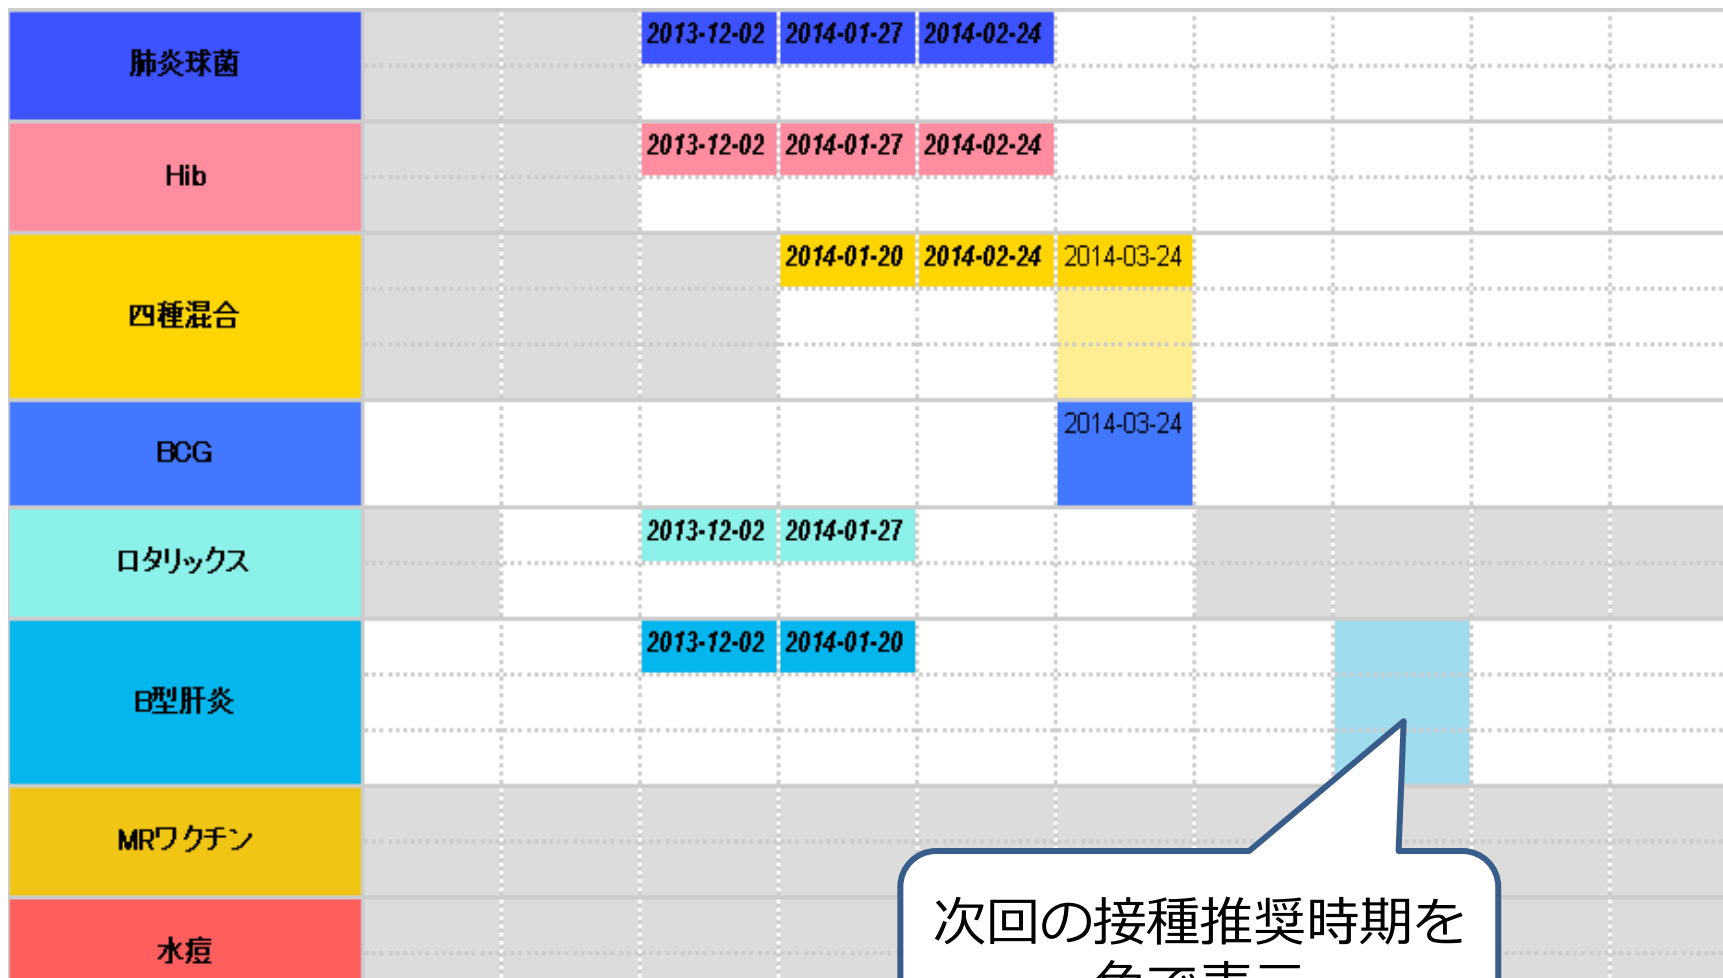 肺炎球菌 2013-12-02 2014-01-27 2014-02-24
Hib 2013-12-02 2014-01-27 2014-02-24
四種混合 2014-01-20 2014-02-24 2014-03-24
BCG 2014-03-24
ロタリックス 2013-12-02 2014-01-27
B型肝炎 2013-12-02 2014-01-20
MRワクチン
水痘
次回の接種推奨時期を
色で表示